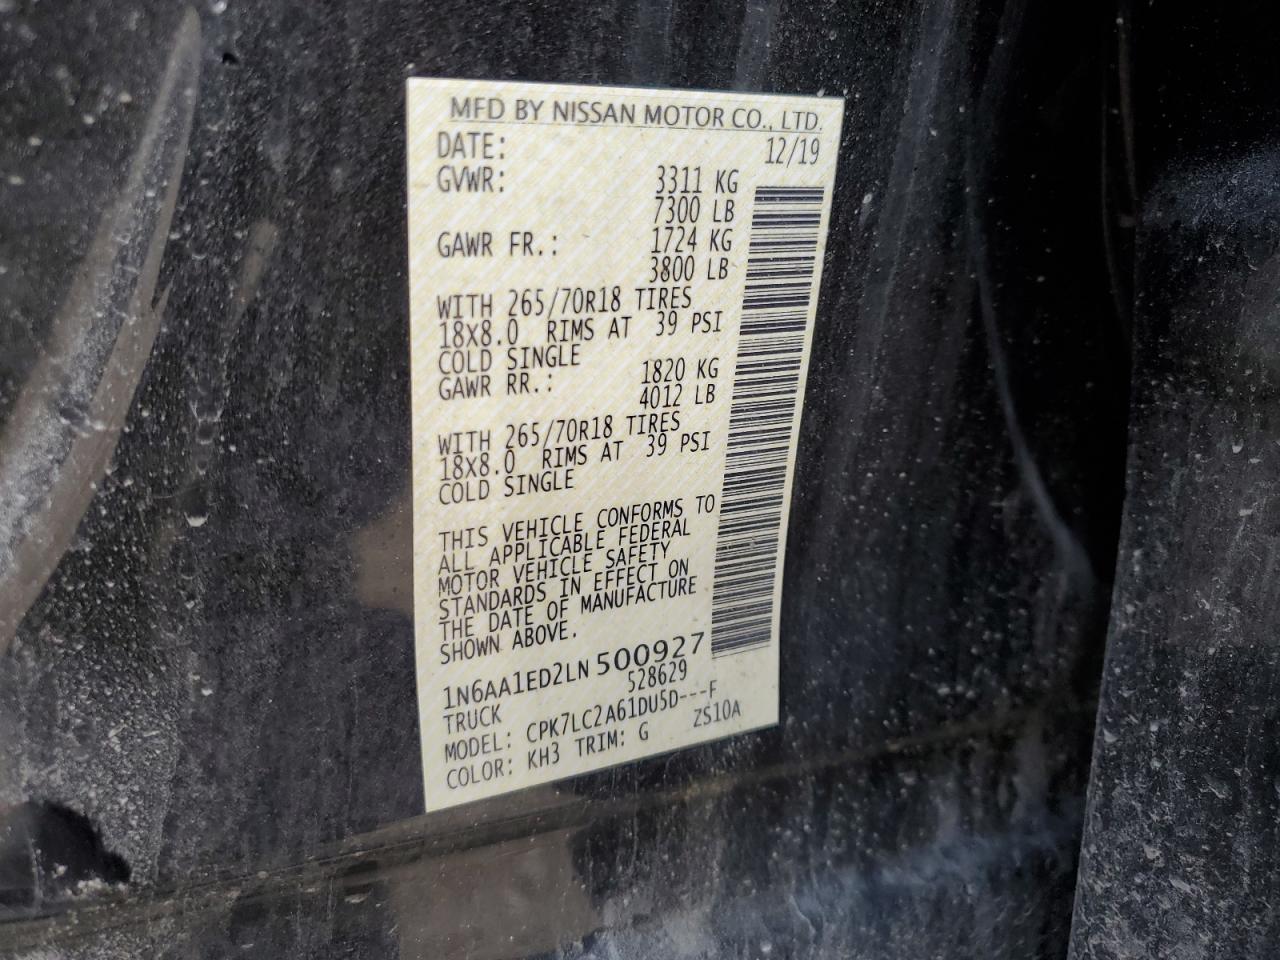 MFD BY NISSAN MOTOR CO., LTD.
DATE: 12/19
GVWR: 3311 KG
7300 LB
GAWR FR.: 1724 KG
3800 LB
WITH 265/70R18 TIRES
18X8.0 RIMS AT 39 PSI
COLD SINGLE
GAWR RR.: 1820 KG
4012 LB
WITH 265/70R18 TIRES
18X8.0 RIMS AT 39 PSI
COLD SINGLE
THIS VEHICLE CONFORMS TO
ALL APPLICABLE FEDERAL
MOTOR VEHICLE SAFETY
STANDARDS IN EFFECT ON
THE DATE OF MANUFACTURE
SHOWN ABOVE.
1N6AA1ED2LN 500927
TRUCK 528629
MODEL: CPK7LC2A61DU5D---F
COLOR: KH3 TRIM: G ZS10A